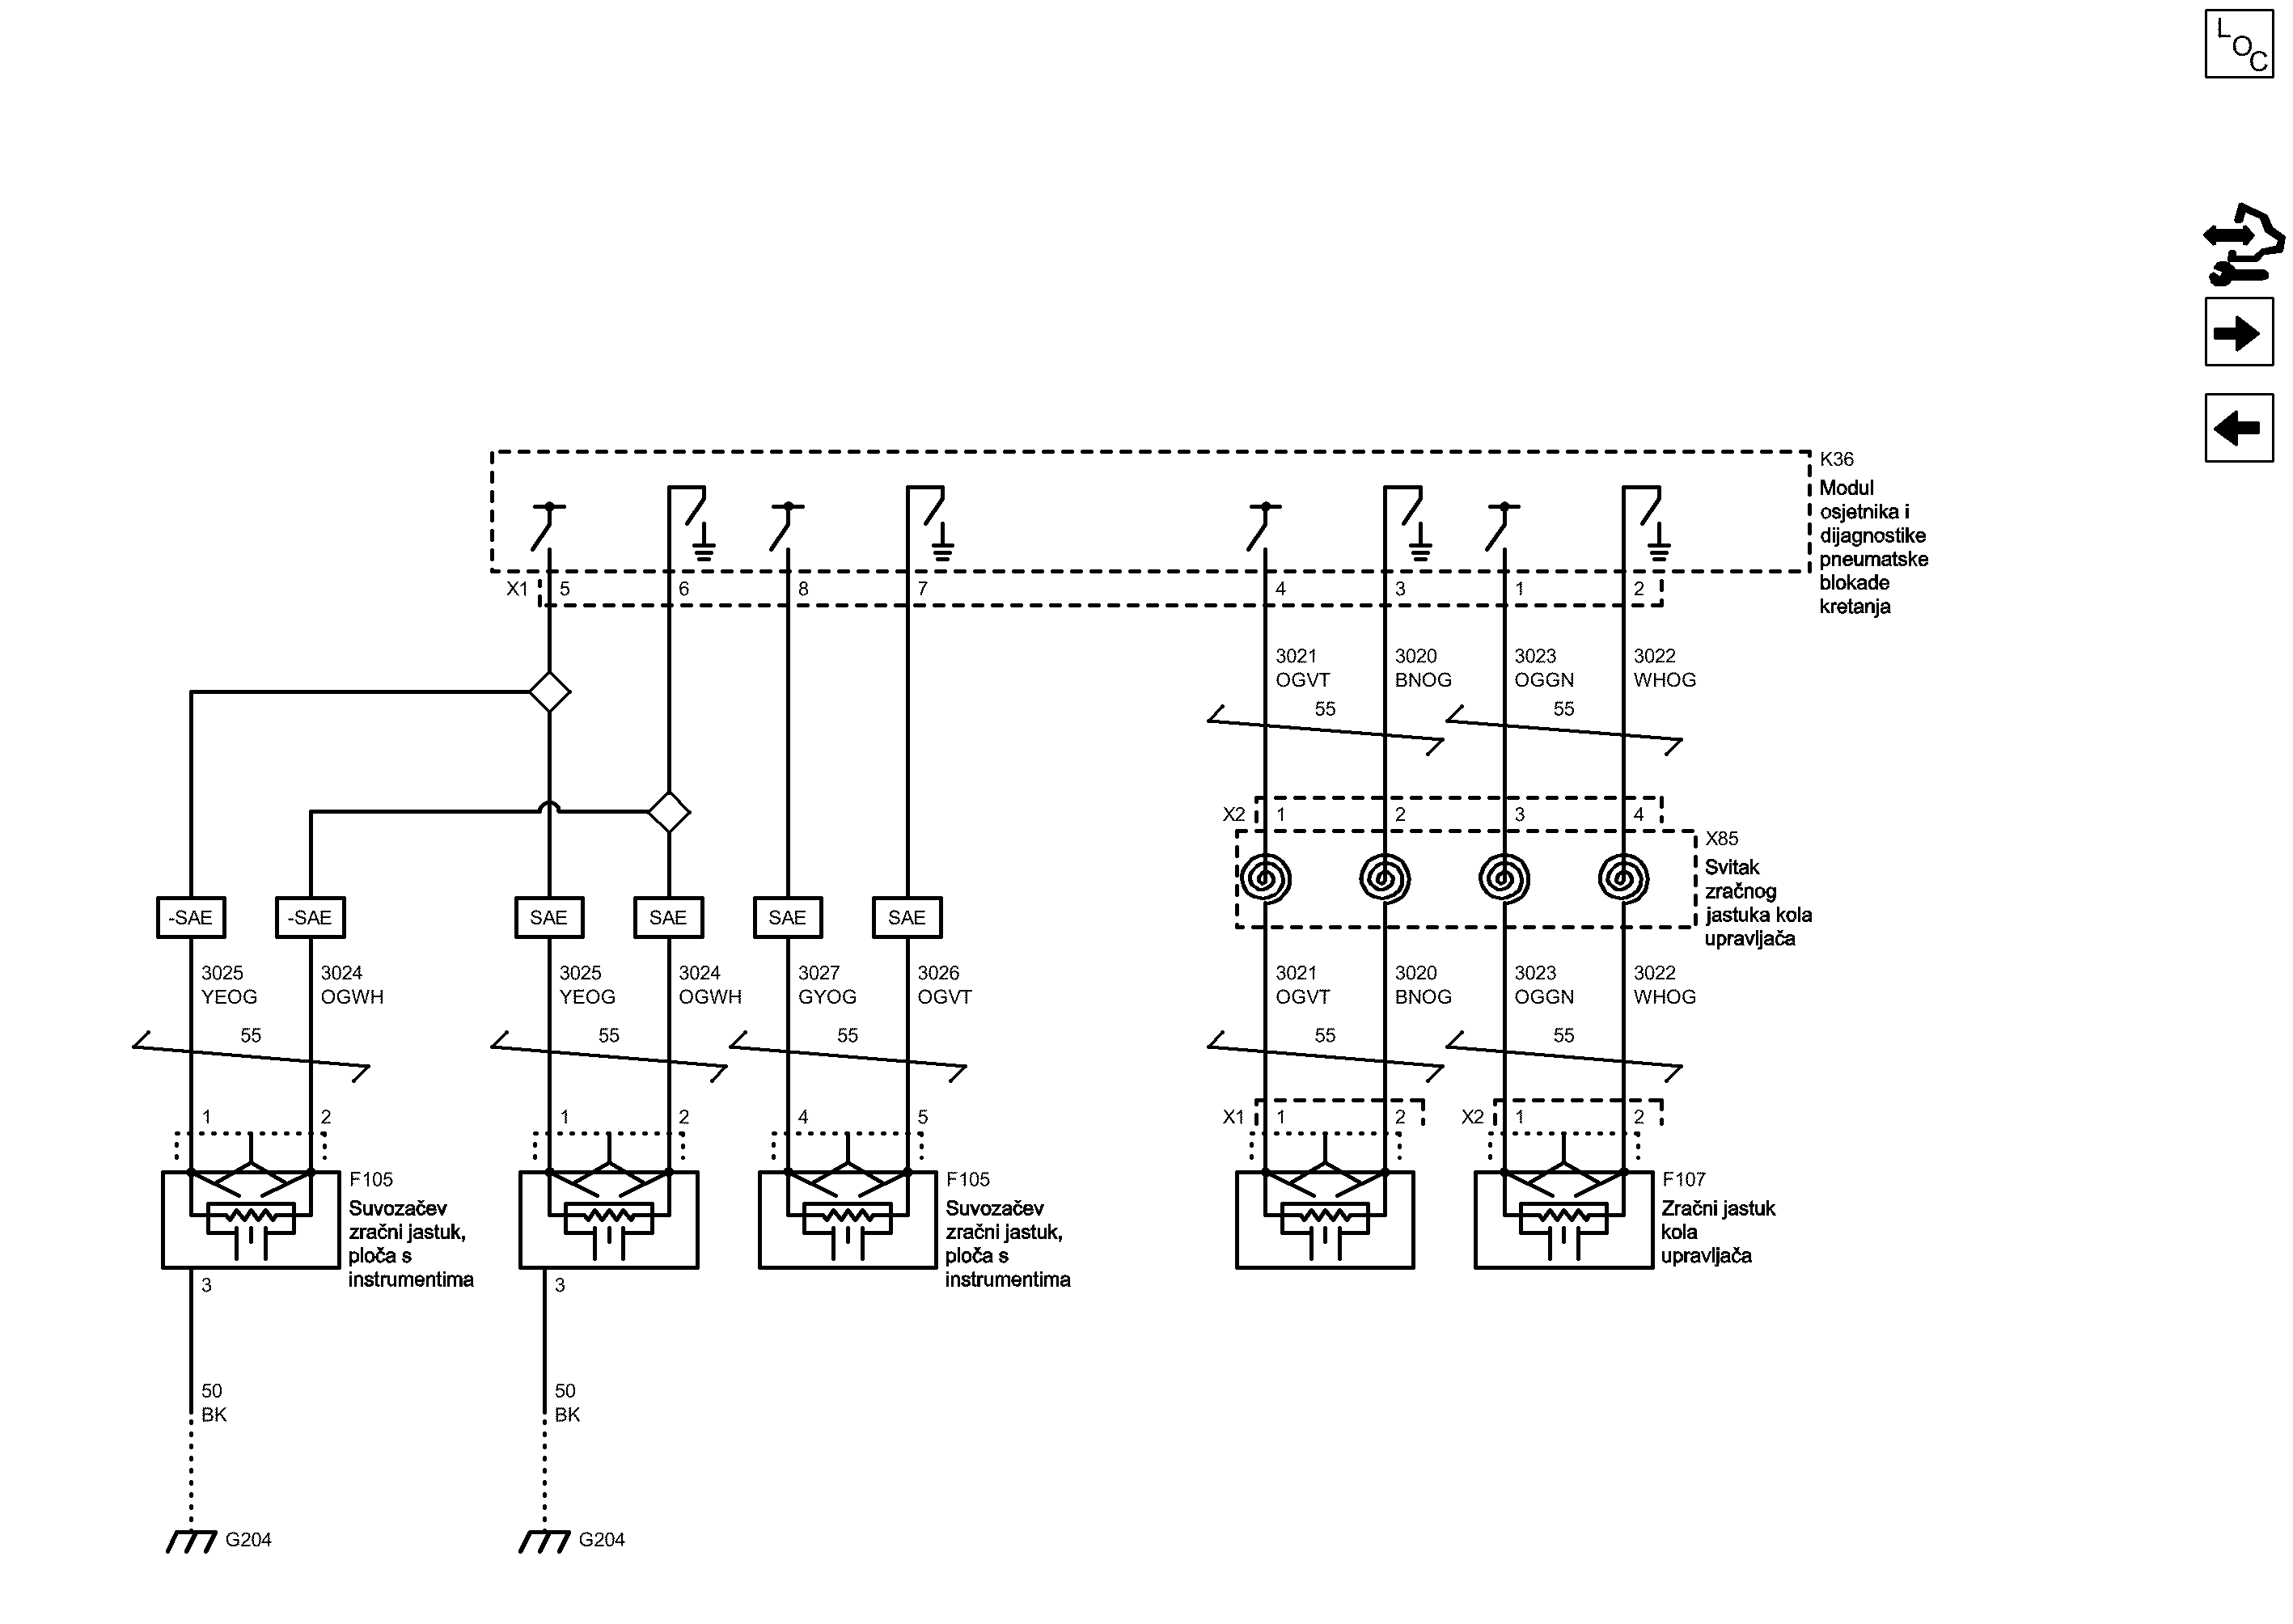 LOC
K36
Modul
osjetnika i
dijagnostike
pneumatske
blokade
kretanja
X1 5 6 8 7 4 3 1 2
3021 3020 3023 3022
OGVT BNOG OGGN WHOG
55 55
X2 1 2 3 4
X85
Svitak
zračnog
jastuka kola
upravljača
-SAE -SAE SAE SAE SAE SAE
3025 3024 3025 3024 3027 3026 3021 3020 3023 3022
YEOG OGWH YEOG OGWH GYOG OGVT OGVT BNOG OGGN WHOG
55 55 55 55 55
1 2 1 2 4 5 X1 1 2 X2 1 2
F105
Suvozačev
zračni jastuk,
ploča s
instrumentima
F105
Suvozačev
zračni jastuk,
ploča s
instrumentima
F107
Zračni jastuk
kola
upravljača
3 3
50 50
BK BK
G204 G204